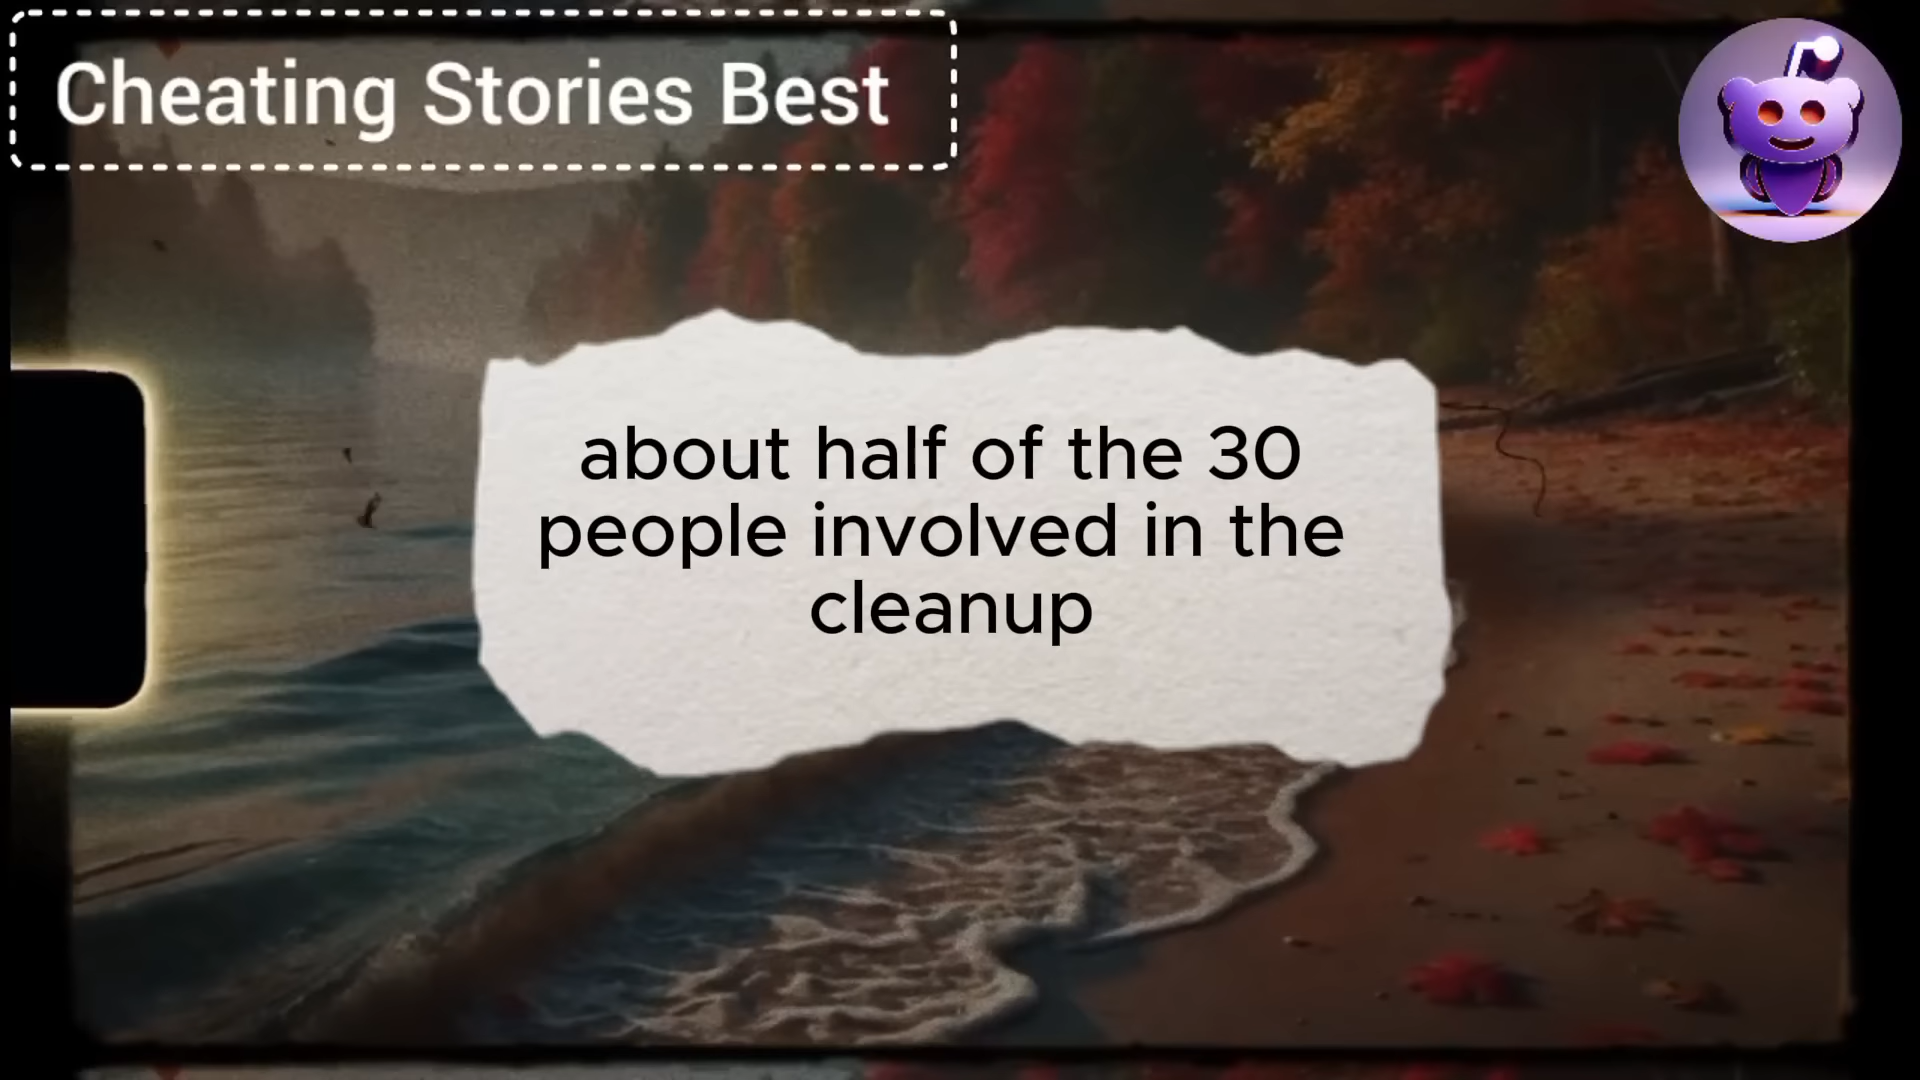 Cheating Stories Best
about half of the 30
people involved in the
cleanup